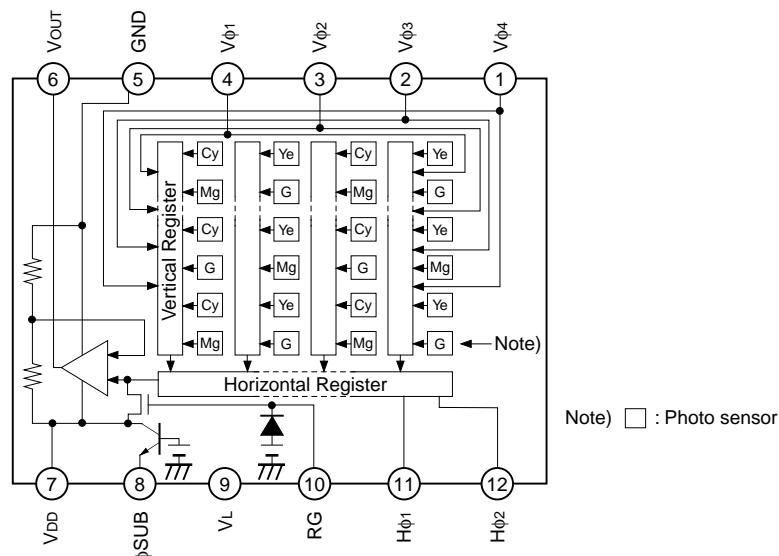 VOUT GND Vφ1 Vφ2 Vφ3 Vφ4
6 5 4 3 2 1
Cy Ye Cy Ye
Mg G Mg G
Cy Ye Cy Ye
G Mg G Mg
Cy Ye Cy Ye
Mg G Mg G
Vertical Register
Note)
Horizontal Register
Note) : Photo sensor
7 8 9 10 11 12
VDD φSUB VL RG Hφ1 Hφ2